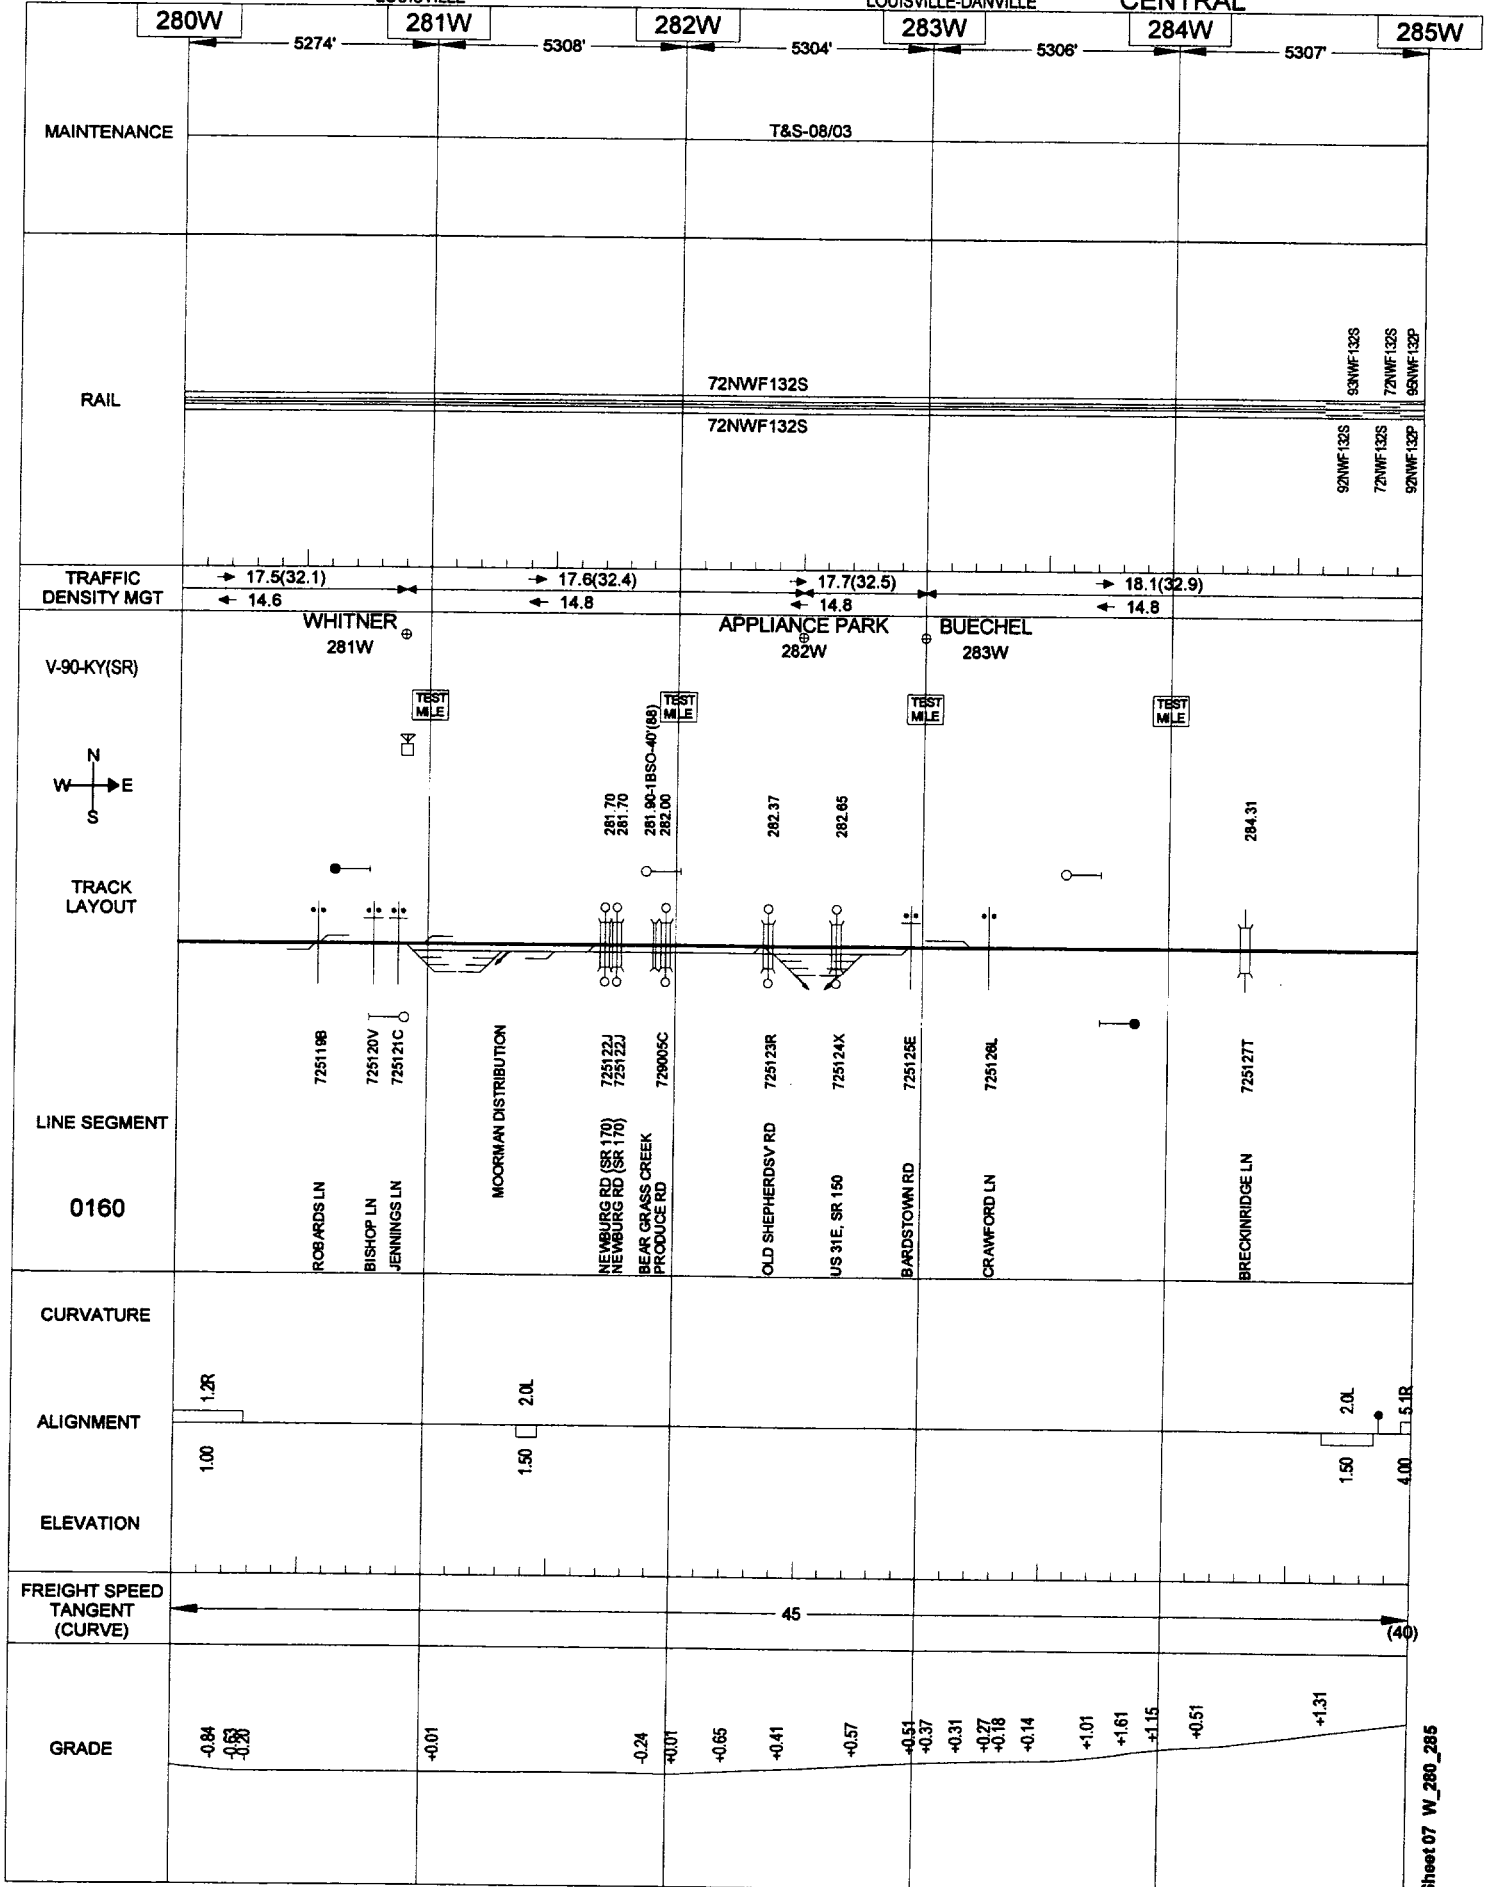 LOUISVILLE-DANVILLE
CENTRAL
280W 281W 282W 283W 284W 285W
5274' 5308' 5304' 5306' 5307'
MAINTENANCE
T&S-08/03
RAIL
72NWF132S
72NWF132S
93NWF132S
72NWF132S
95NWF132P
92NWF132S
72NWF132S
92NWF132P
TRAFFIC
DENSITY MGT
17.5(32.1) 17.6(32.4) 17.7(32.5) 18.1(32.9)
14.6 14.8 14.8 14.8
WHITNER
281W
APPLIANCE PARK
282W
BUECHEL
283W
V-90-KY(SR)
TEST
MILE
TEST
MILE
TEST
MILE
TEST
MILE
N
W E
S
281.70
281.70
281.90-1BSO-40'(88)
282.00
282.37
282.65
284.31
TRACK
LAYOUT
725119B
725120V
725121C
MOORMAN DISTRIBUTION
725122J
725122J
729005C
725123R
725124X
725125E
725126L
725127T
LINE SEGMENT
0160
ROBARDS LN
BISHOP LN
JENNINGS LN
NEWBURG RD (SR 170)
NEWBURG RD (SR 170)
BEAR GRASS CREEK
PRODUCE RD
OLD SHEPHERDSV RD
US 31E, SR 150
BARDSTOWN RD
CRAWFORD LN
BRECKINRIDGE LN
CURVATURE
1.2R
2.0L
2.0L
5.1R
ALIGNMENT
1.00
1.50
1.50
4.00
ELEVATION
FREIGHT SPEED
TANGENT
(CURVE)
45
(40)
GRADE
-0.84
-0.63
-0.20
+0.01
-0.24
+0.01
+0.65
+0.41
+0.57
+0.51
+0.37
+0.31
+0.27
+0.18
+0.14
+1.01
+1.61
+1.15
+0.51
+1.31
Sheet 07 W_280_285